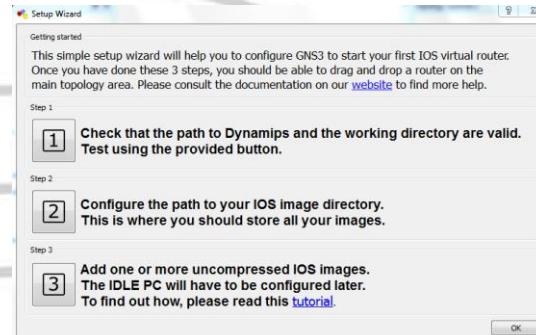 Setup Wizard
Getting started
This simple setup wizard will help you to configure GNS3 to start your first IOS virtual router.
Once you have done these 3 steps, you should be able to drag and drop a router on the
main topology area. Please consult the documentation on our website to find more help.
Step 1
1
Check that the path to Dynamips and the working directory are valid.
Test using the provided button.
Step 2
2
Configure the path to your IOS image directory.
This is where you should store all your images.
Step 3
3
Add one or more uncompressed IOS images.
The IDLE PC will have to be configured later.
To find out how, please read this tutorial.
OK